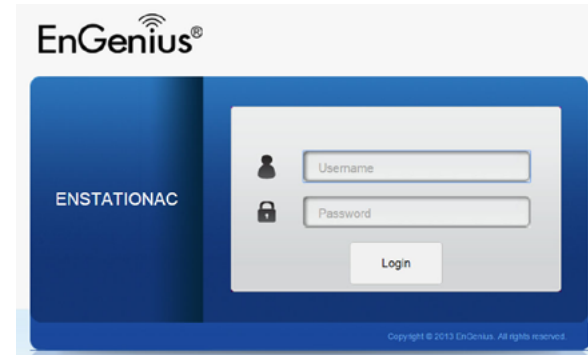 EnGenius®
ENSTATIONAC
Username
Password
Login
Copyright © 2013 EnGenius. All rights reserved.